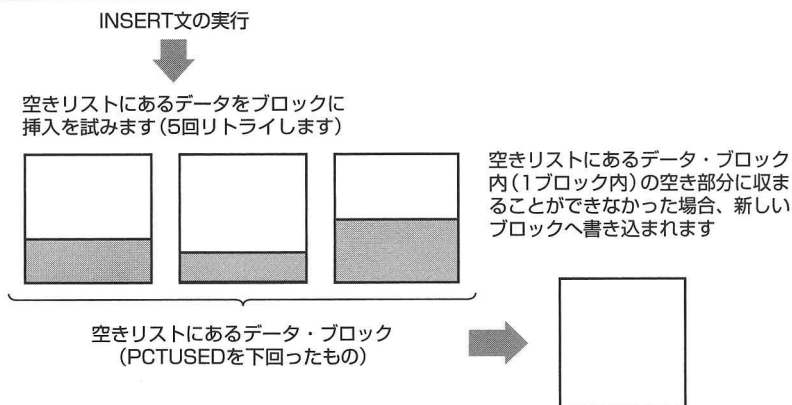 INSERT文の実行
空きリストにあるデータをブロックに
挿入を試みます(5回リトライします)
空きリストにあるデータ・ブロック
内(1ブロック内)の空き部分に収ま
ることができなかった場合、新しい
ブロックへ書き込まれます
空きリストにあるデータ・ブロック
(PCTUSEDを下回ったもの)